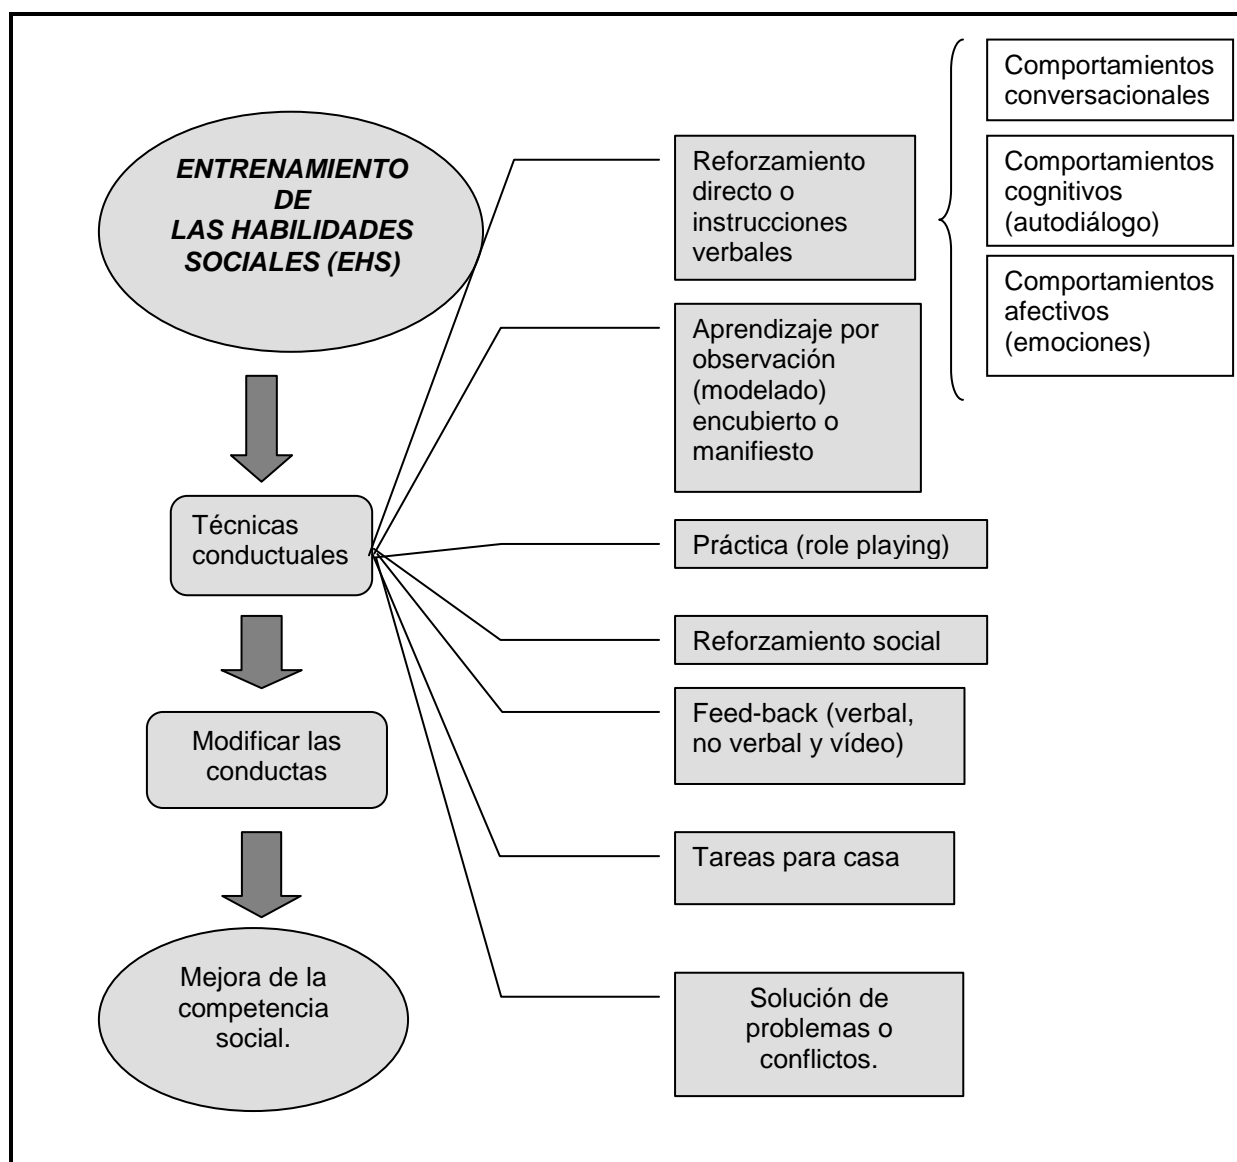 ENTRENAMIENTO
DE
LAS HABILIDADES
SOCIALES (EHS)
Técnicas
conductuales
Modificar las
conductas
Mejora de la
competencia
social.
Reforzamiento
directo o
instrucciones
verbales
Aprendizaje por
observación
(modelado)
encubierto o
manifiesto
Práctica (role playing)
Reforzamiento social
Feed-back (verbal,
no verbal y vídeo)
Tareas para casa
Solución de
problemas o
conflictos.
Comportamientos
conversacionales
Comportamientos
cognitivos
(autodiálogo)
Comportamientos
afectivos
(emociones)